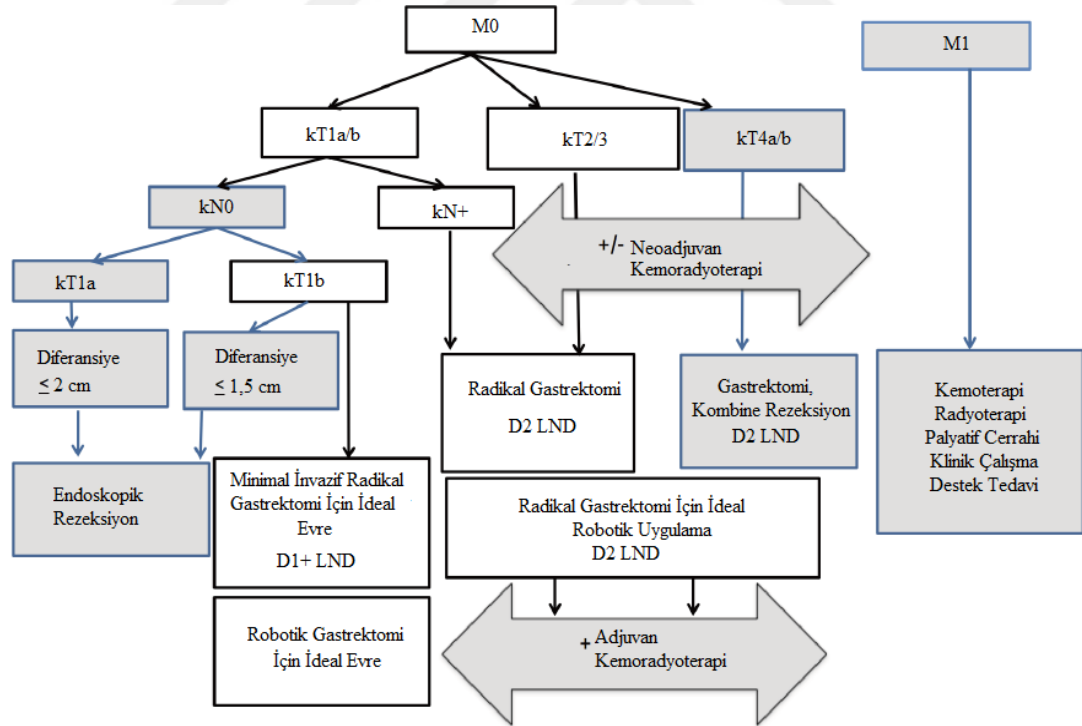 M0
M1
kT1a/b
kT2/3
kT4a/b
kN0
kN+
+/- Neoadjuvan
Kemoradyoterapi
kT1a
kT1b
Diferansiye
≤ 2 cm
Diferansiye
≤ 1,5 cm
Radikal Gastrektomi
D2 LND
Gastrektomi,
Kombine Rezeksiyon
D2 LND
Kemoterapi
Radyoterapi
Palyatif Cerrahi
Klinik Çalışma
Destek Tedavi
Endoskopik
Rezeksiyon
Minimal İnvazif Radikal
Gastrektomi İçin İdeal
Evre
D1+ LND
Radikal Gastrektomi İçin İdeal
Robotik Uygulama
D2 LND
Robotik Gastrektomi
İçin İdeal Evre
+ Adjuvan
Kemoradyoterapi